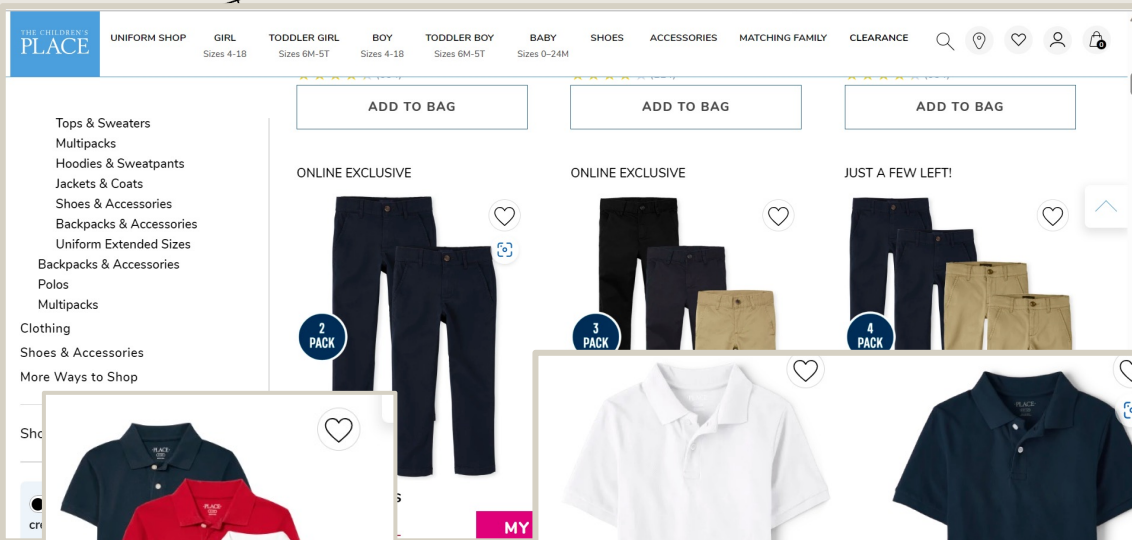 THE CHILDREN'S
PLACE
UNIFORM SHOP
GIRL
Sizes 4-18
TODDLER GIRL
Sizes 6M-5T
BOY
Sizes 4-18
TODDLER BOY
Sizes 6M-5T
BABY
Sizes 0-24M
SHOES
ACCESSORIES
MATCHING FAMILY
CLEARANCE
0
ADD TO BAG
ADD TO BAG
ADD TO BAG
Tops & Sweaters
Multipacks
Hoodies & Sweatpants
Jackets & Coats
Shoes & Accessories
Backpacks & Accessories
Uniform Extended Sizes
Backpacks & Accessories
Polos
Multipacks
Clothing
Shoes & Accessories
More Ways to Shop
ONLINE EXCLUSIVE
ONLINE EXCLUSIVE
JUST A FEW LEFT!
2
PACK
3
PACK
4
PACK
PLACE
PLACE
PLACE
MY